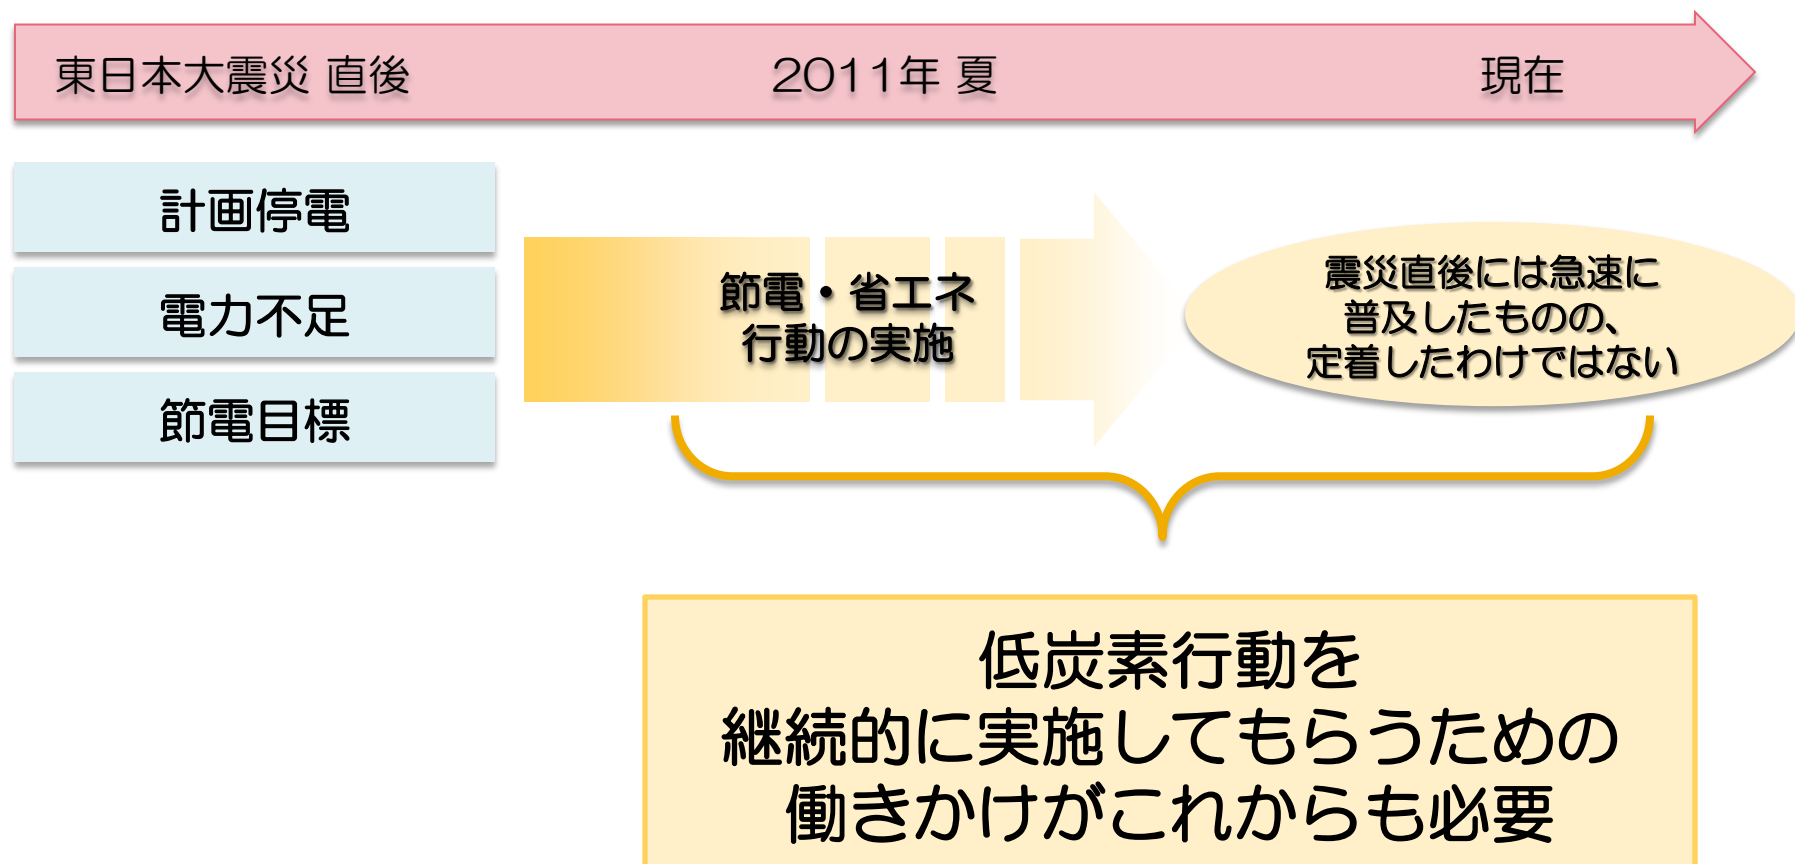 東日本大震災 直後
2011年 夏
現在
計画停電
電力不足
節電目標
節電・省エネ
行動の実施
震災直後には急速に
普及したものの、
定着したわけではない
低炭素行動を
継続的に実施してもらうための
働きかけがこれからも必要